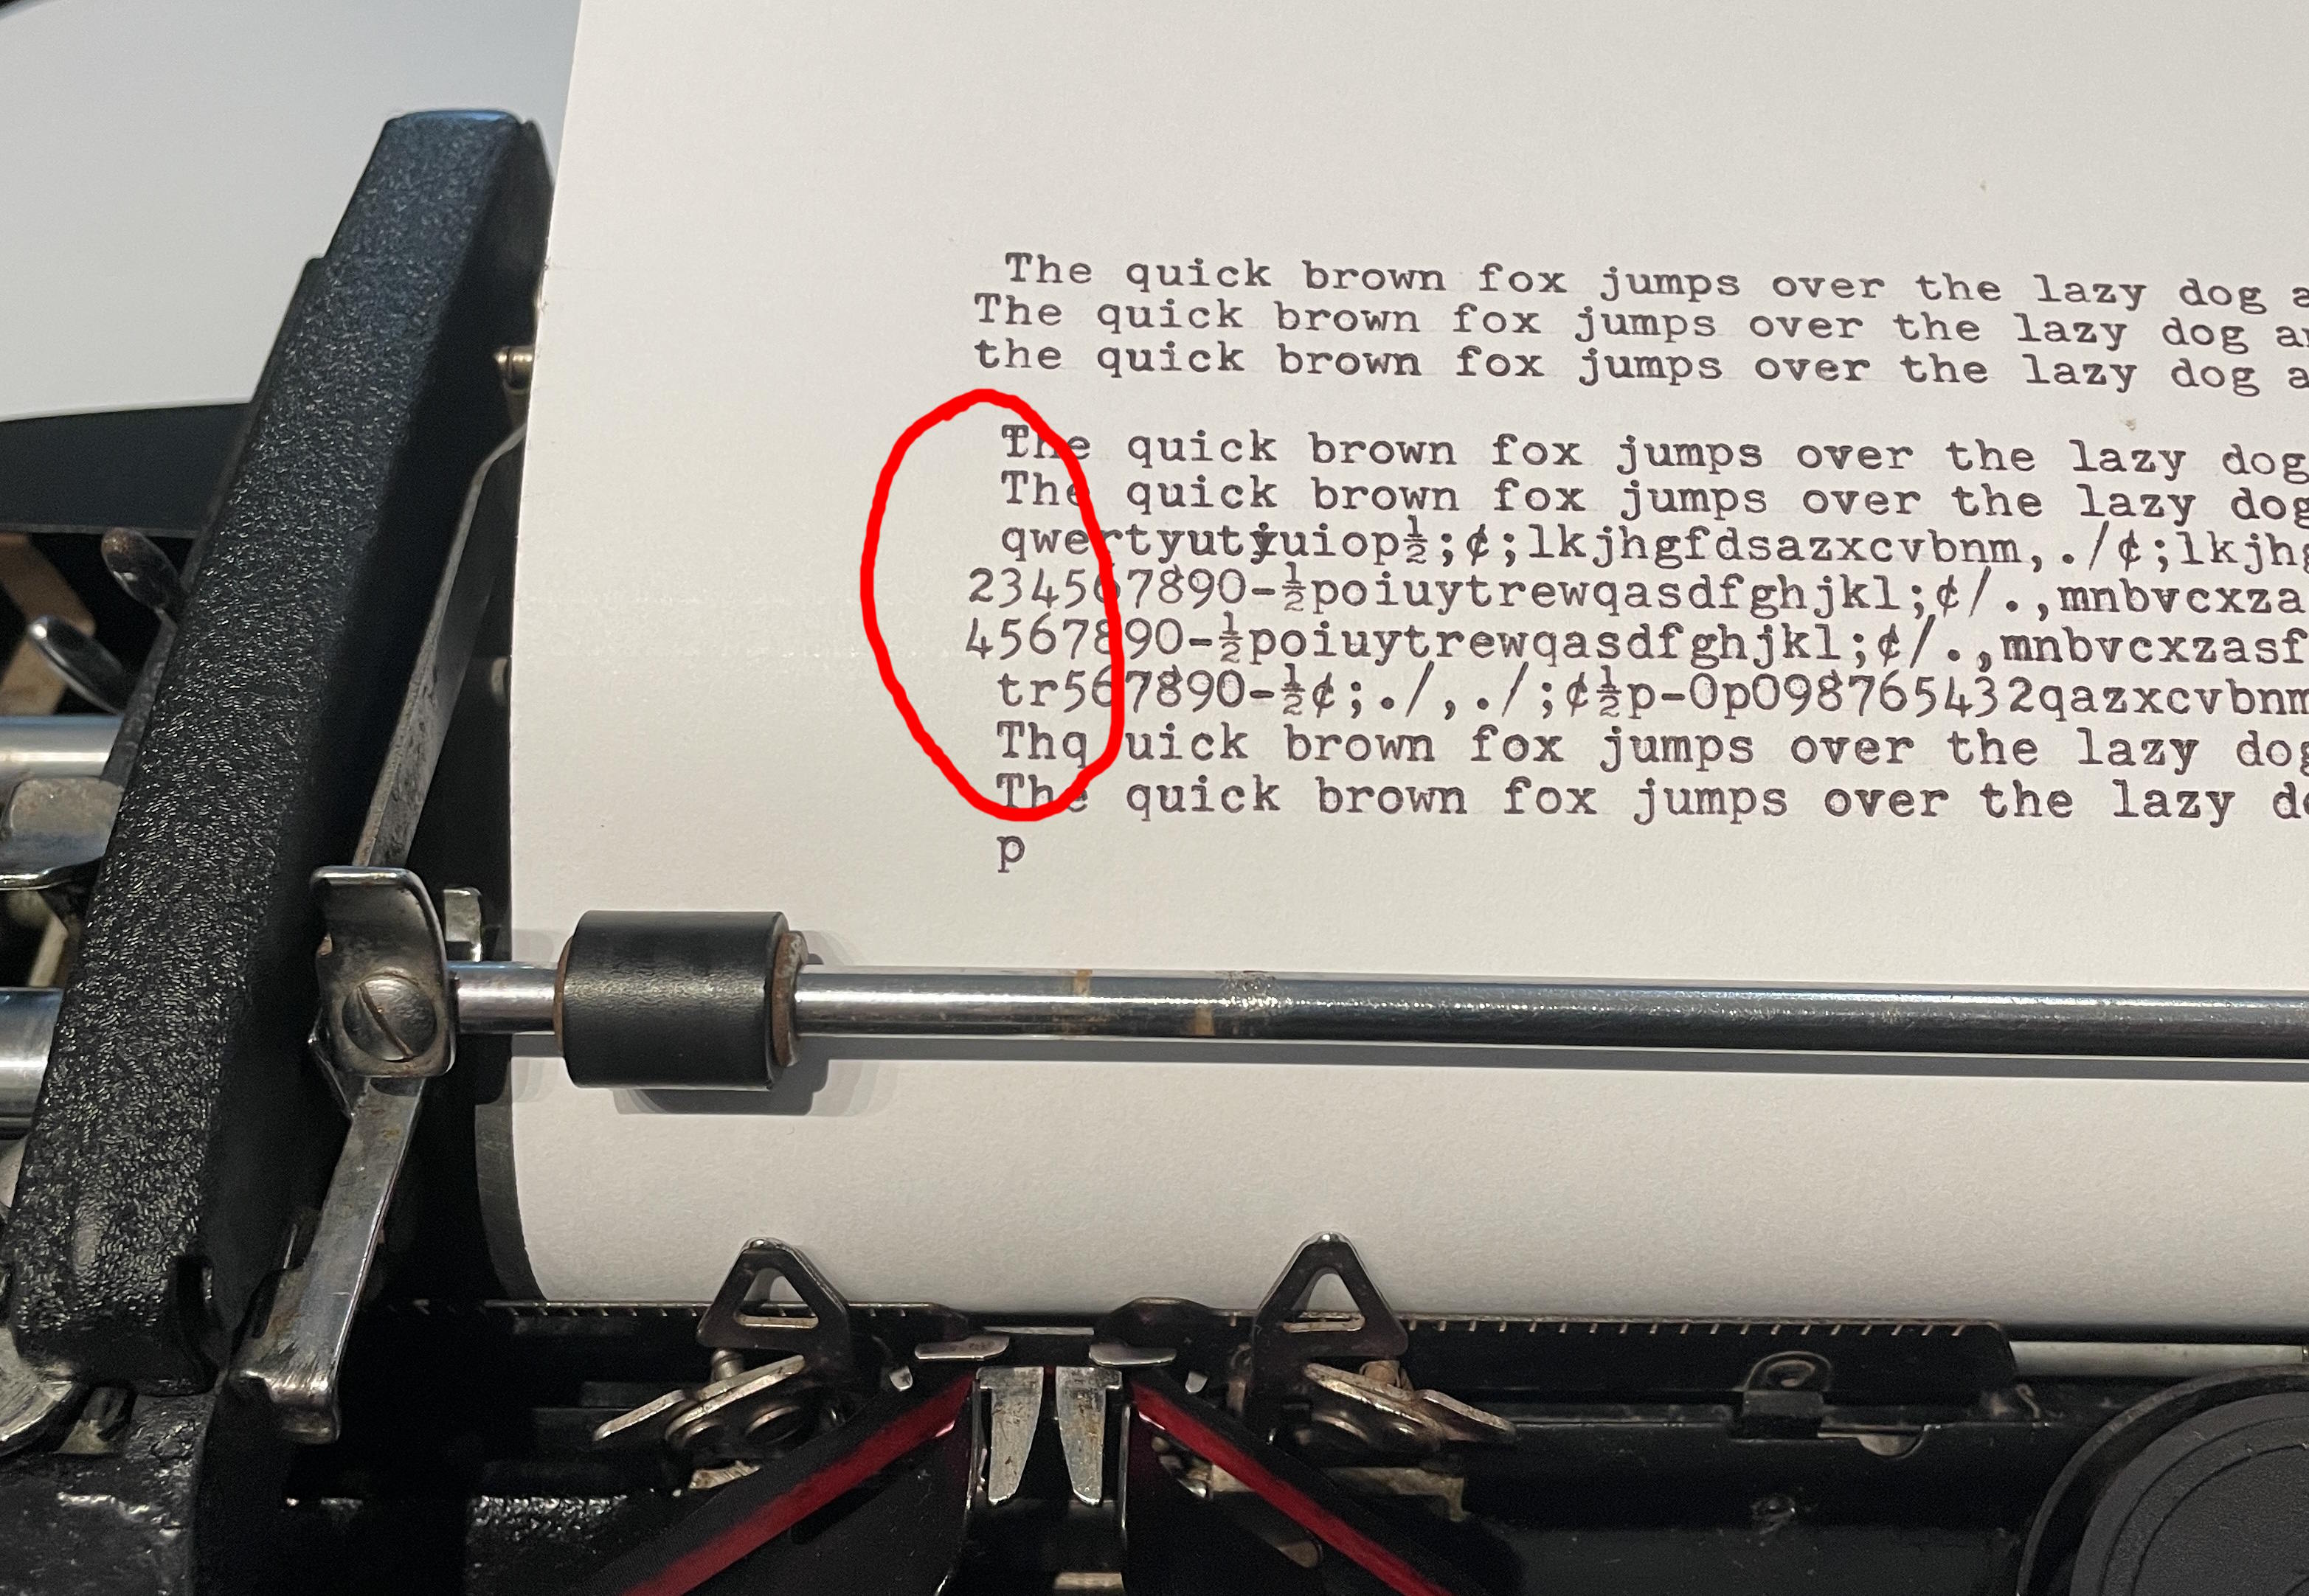 The quick brown fox jumps over the lazy dog a
The quick brown fox jumps over the lazy dog a
the quick brown fox jumps over the lazy dog a
The quick brown fox jumps over the lazy dog
The quick brown fox jumps over the lazy dog
uiop½;¢;lkjhgfdsazxcvbnm,./¢;lkjhg
234567890-½poiuytrewqasdfghjkl;¢/.,mnbvcxza
4567890-½poiuytrewqasdfghjkl;¢/.,mnbvcxzasf
tr567890-½¢;./,./;¢½p-0p098765432qazxcvbnm
Thq uick brown fox jumps over the lazy dog
The quick brown fox jumps over the lazy
p